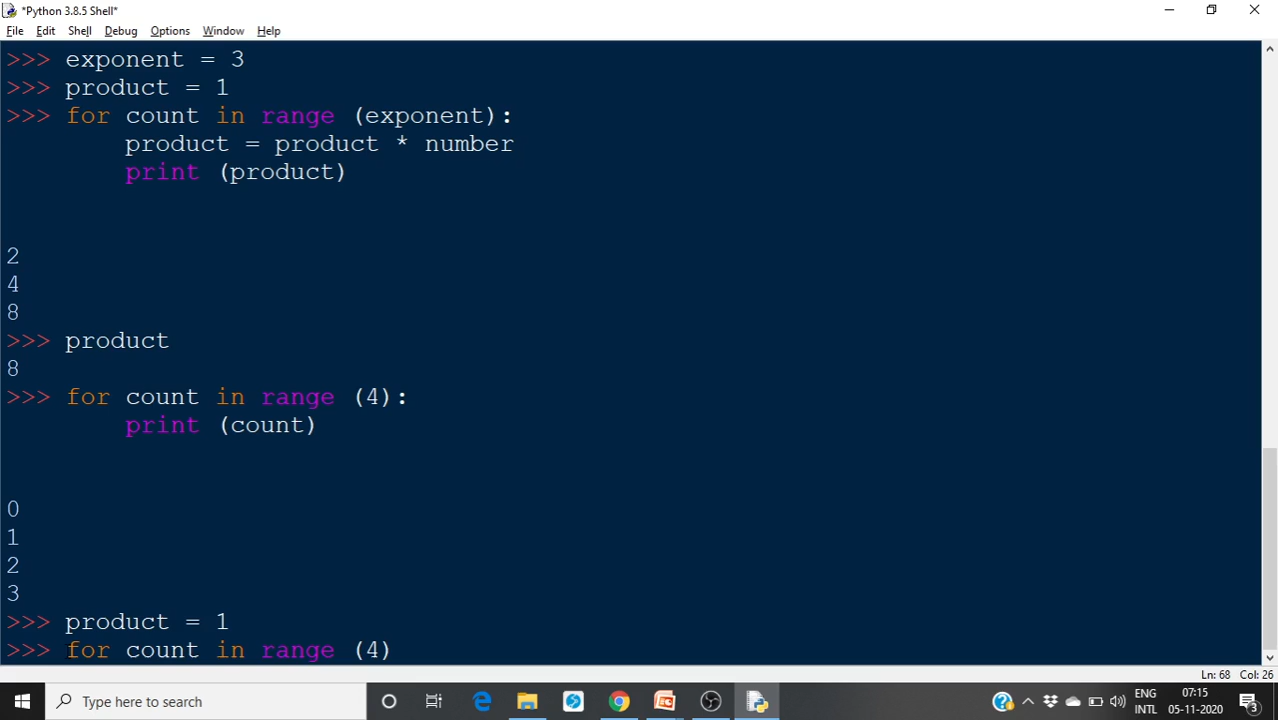 *Python 3.8.5 Shell*
File Edit Shell Debug Options Window Help
>>> exponent = 3
>>> product = 1
>>> for count in range (exponent):
        product = product * number
        print (product)
2
4
8
>>> product
8
>>> for count in range (4):
        print (count)
0
1
2
3
>>> product = 1
>>> for count in range (4)
Ln: 68 Col: 26
Type here to search
ENG 07:15
INTL 05-11-2020 3